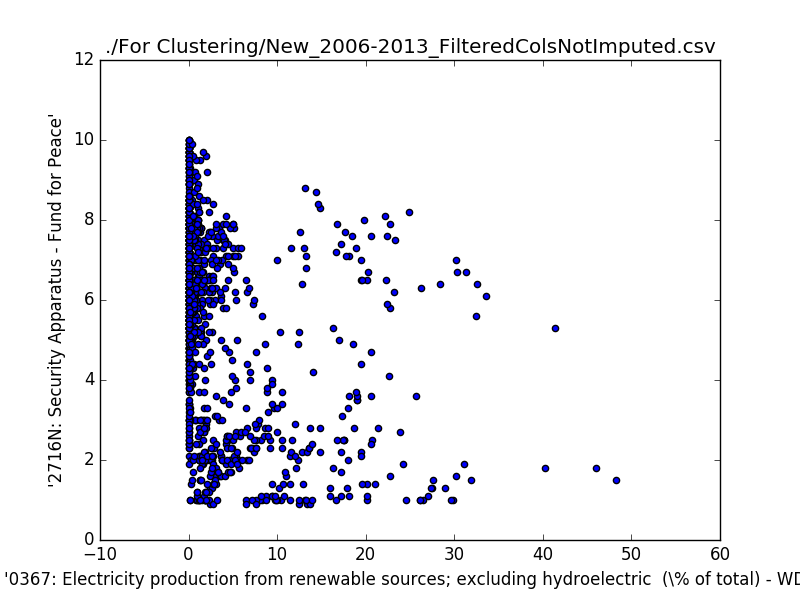 ./For Clustering/New_2006-2013_FilteredColsNotImputed.csv
12
10
8
6
4
2
0
'2716N: Security Apparatus - Fund for Peace'
−10 0 10 20 30 40 50 60
'0367: Electricity production from renewable sources; excluding hydroelectric (\% of total) - WD